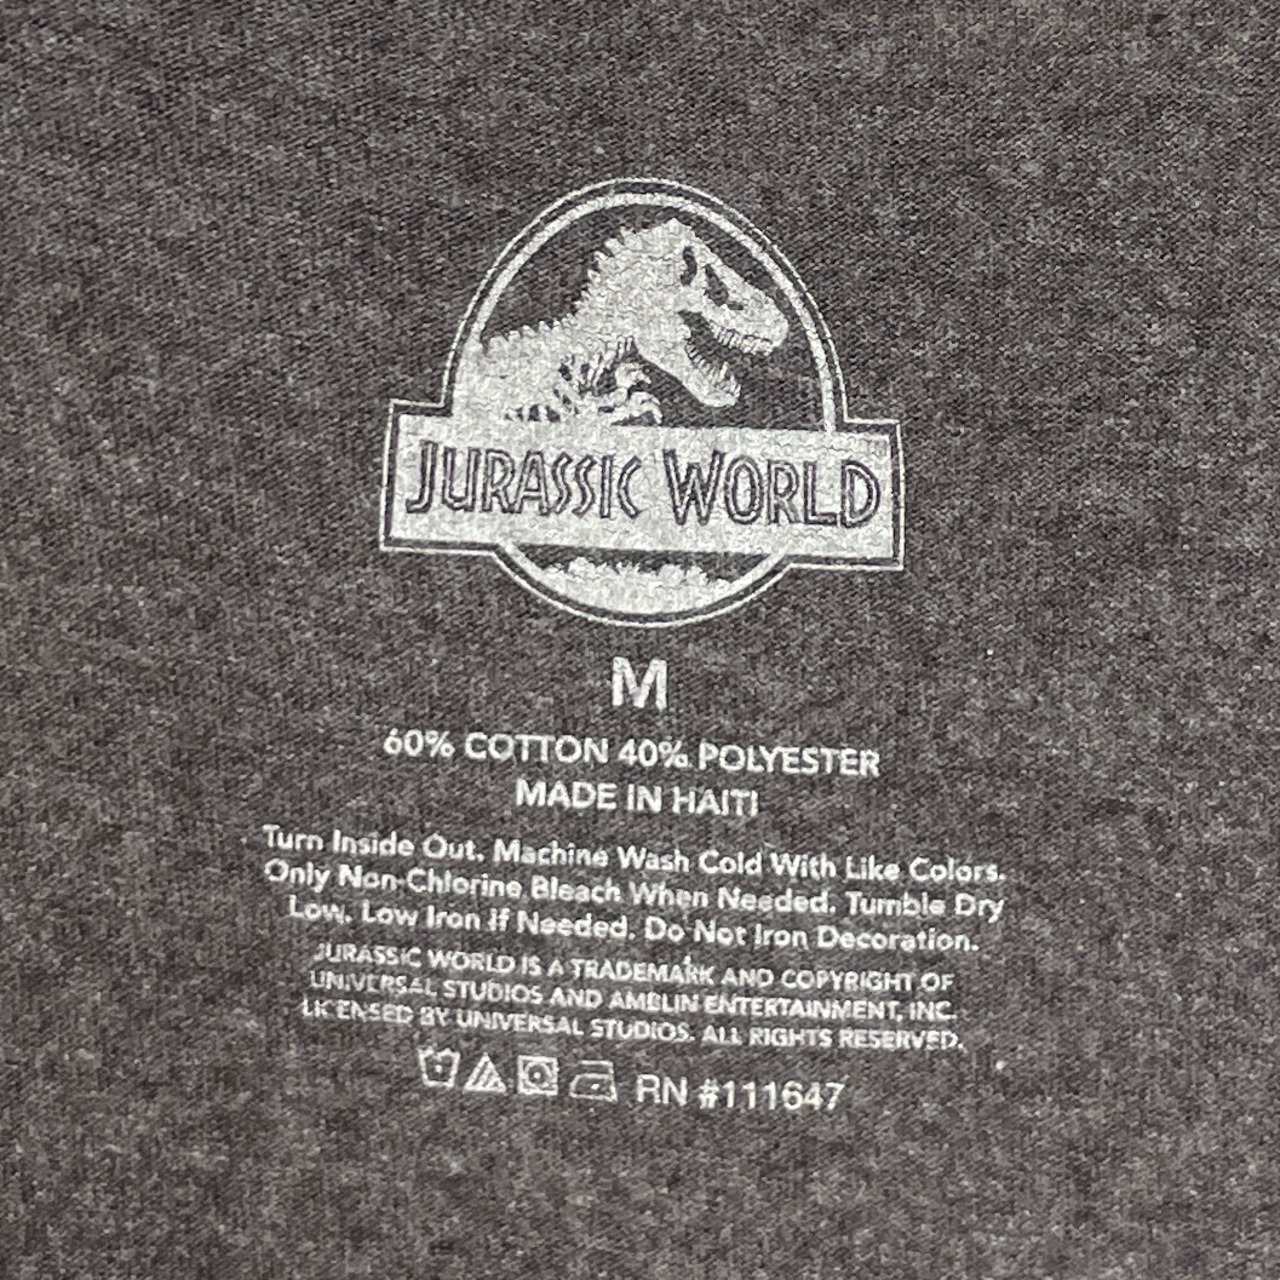 JURASSIC WORLD
M
60% COTTON 40% POLYESTER
MADE IN HAITI
Turn Inside Out. Machine Wash Cold With Like Colors.
Only Non-Chlorine Bleach When Needed. Tumble Dry
Low. Low Iron If Needed. Do Not Iron Decoration.
JURASSIC WORLD IS A TRADEMARK AND COPYRIGHT OF
UNIVERSAL STUDIOS AND AMBLIN ENTERTAINMENT, INC.
LICENSED BY UNIVERSAL STUDIOS. ALL RIGHTS RESERVED.
RN #111647